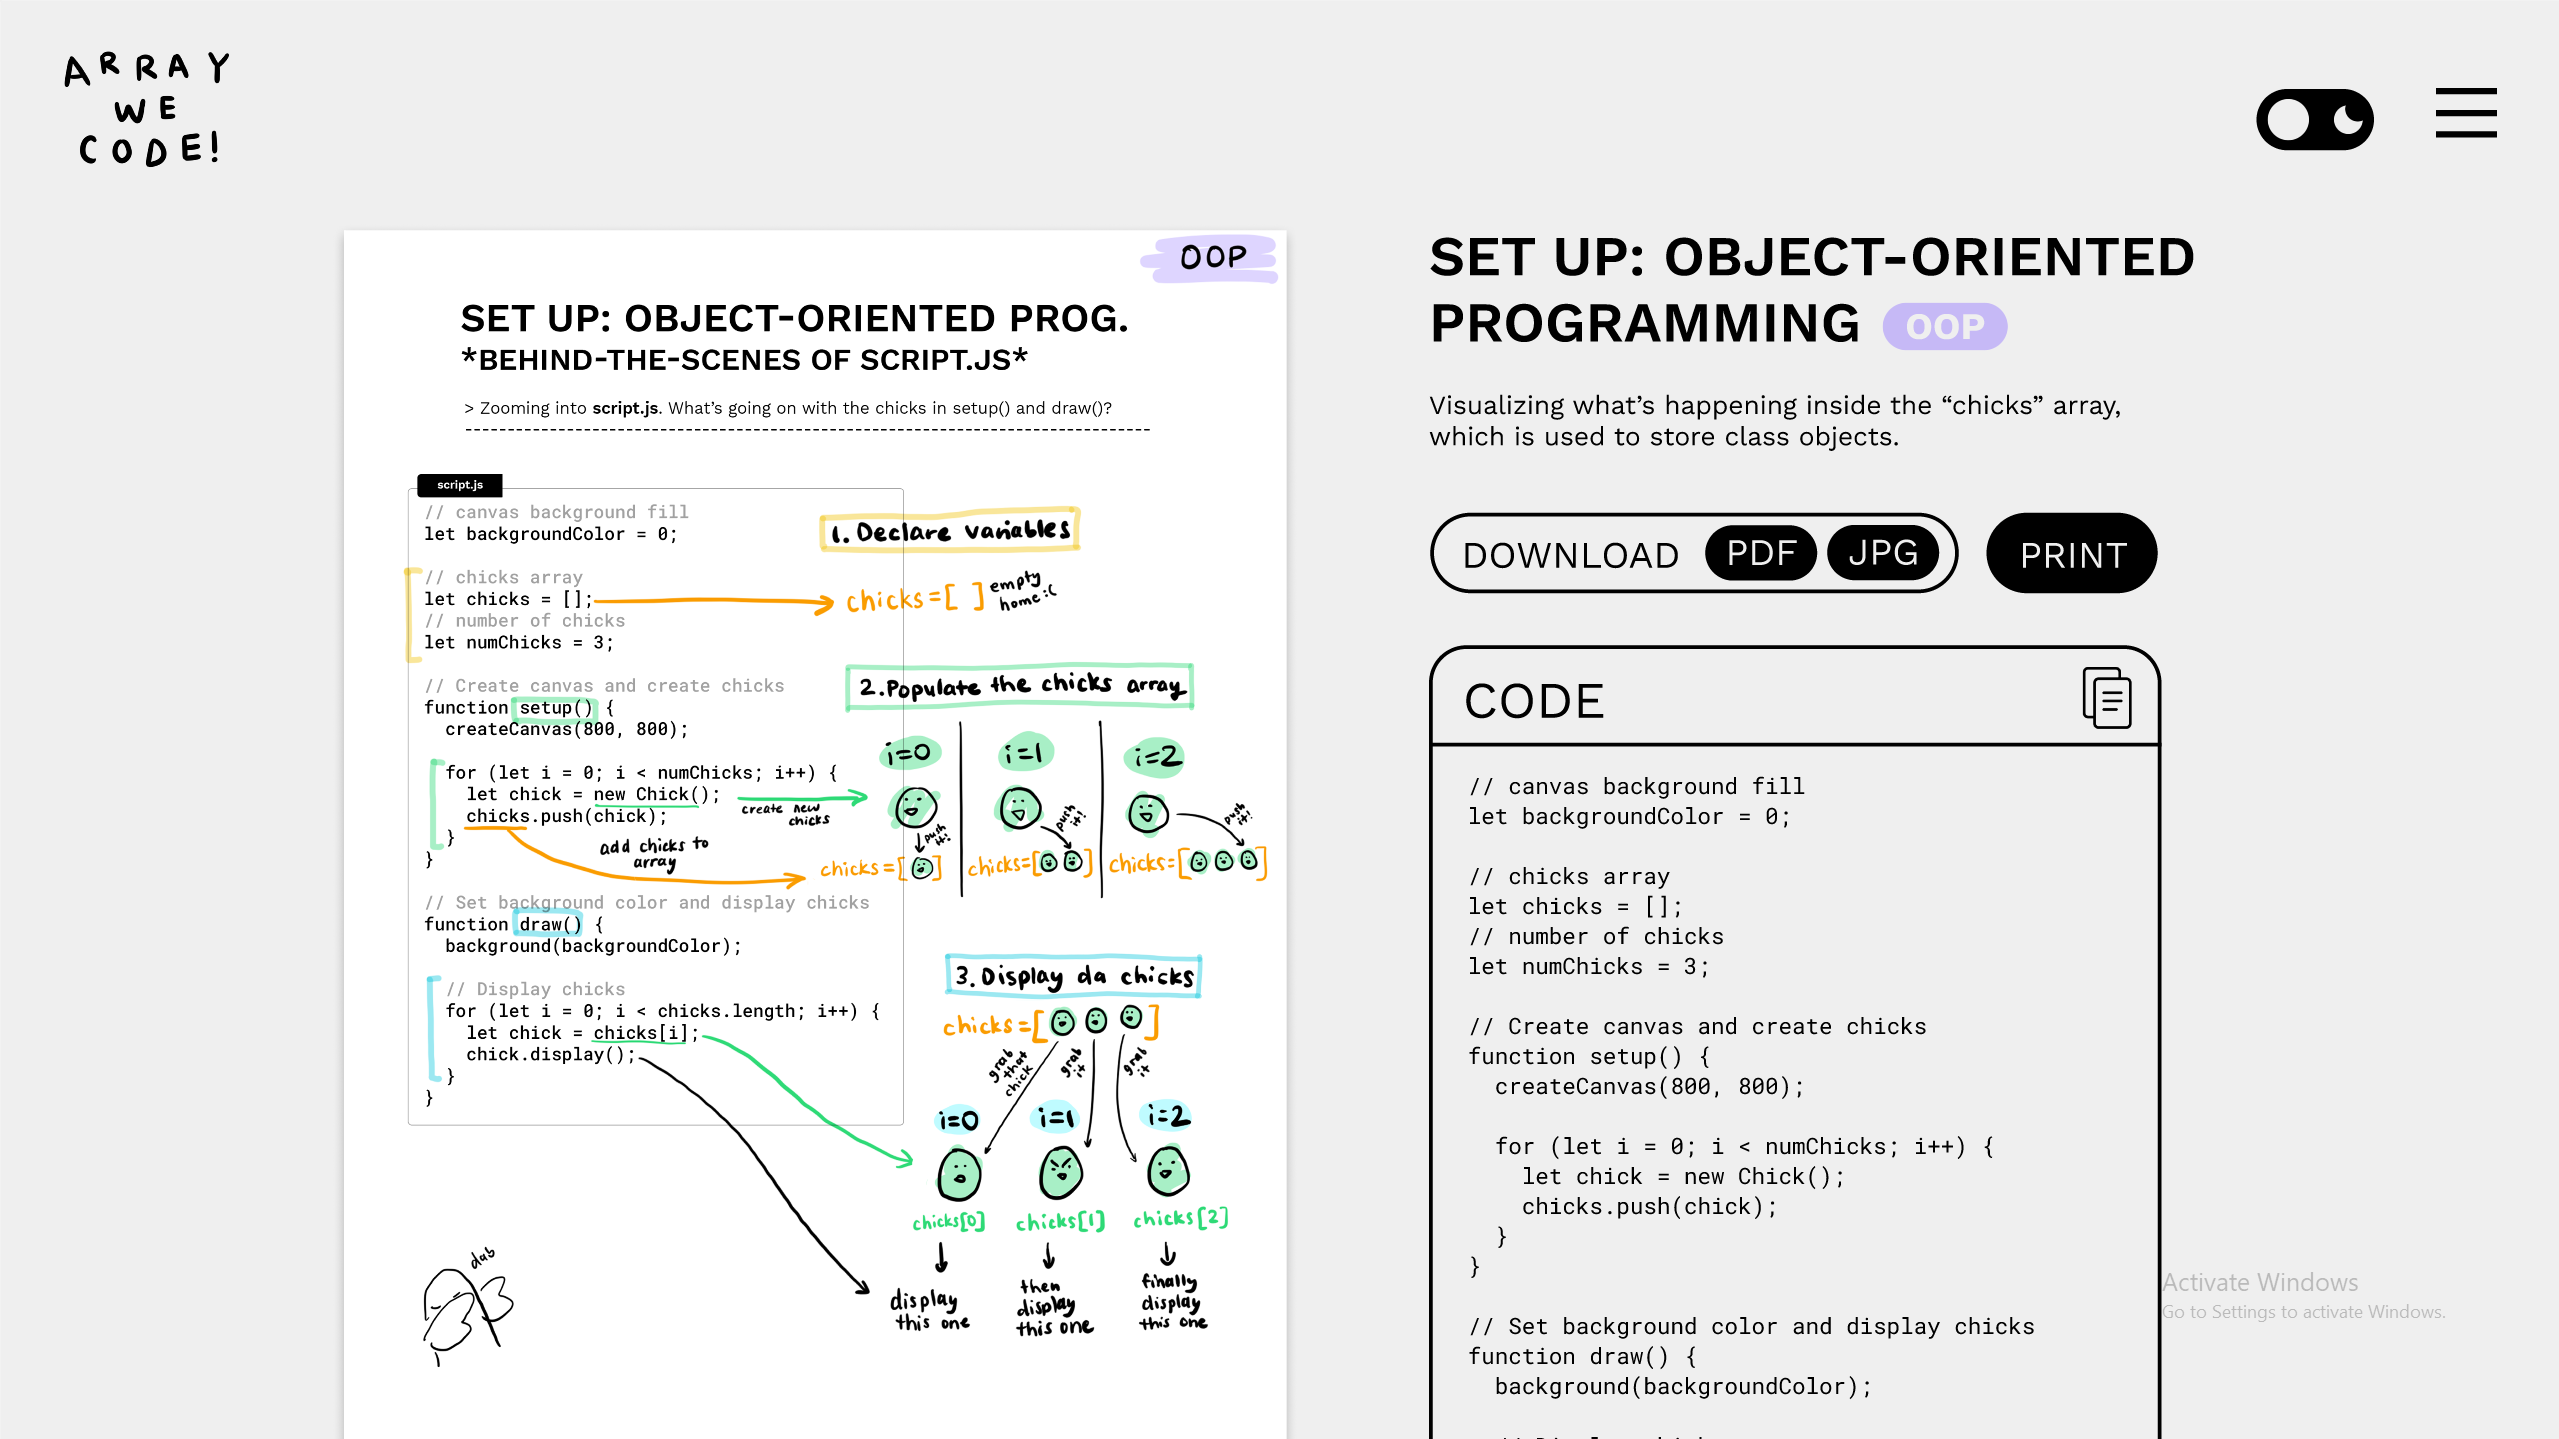 ARRAY
WE
CODE!
OOP
SET UP: OBJECT-ORIENTED PROG.
*BEHIND-THE-SCENES OF SCRIPT.JS*
> Zooming into script.js. What's going on with the chicks in setup() and draw()?
--------------------------------------------------------------------------------
script.js
// canvas background fill
let backgroundColor = 0;
// chicks array
let chicks = [];
// number of chicks
let numChicks = 3;
// Create canvas and create chicks
function setup() {
createCanvas(800, 800);
for (let i = 0; i < numChicks; i++) {
let chick = new Chick();
chicks.push(chick);
}
}
// Set background color and display chicks
function draw() {
background(backgroundColor);
// Display chicks
for (let i = 0; i < chicks.length; i++) {
let chick = chicks[i];
chick.display();
}
}
1. Declare variables
chicks=[ ]
empty
home :(
2. Populate the chicks array
i=0
i=1
i=2
create new
chicks
push
it!
push
it!
push
it!
add chicks to
array
chicks=[ ]
chicks=[ ]
chicks=[ ]
3. Display da chicks
chicks=[ ]
grab
that
chick
grab
it
grab
it
i=0
i=1
i=2
chicks[0]
chicks[1]
chicks[2]
display
this one
then
display
this one
finally
display
this one
dab
SET UP: OBJECT-ORIENTED
PROGRAMMING OOP
Visualizing what's happening inside the “chicks” array,
which is used to store class objects.
DOWNLOAD PDF JPG PRINT
CODE
// canvas background fill
let backgroundColor = 0;
// chicks array
let chicks = [];
// number of chicks
let numChicks = 3;
// Create canvas and create chicks
function setup() {
createCanvas(800, 800);
for (let i = 0; i < numChicks; i++) {
let chick = new Chick();
chicks.push(chick);
}
}
// Set background color and display chicks
function draw() {
background(backgroundColor);
Activate Windows
Go to Settings to activate Windows.